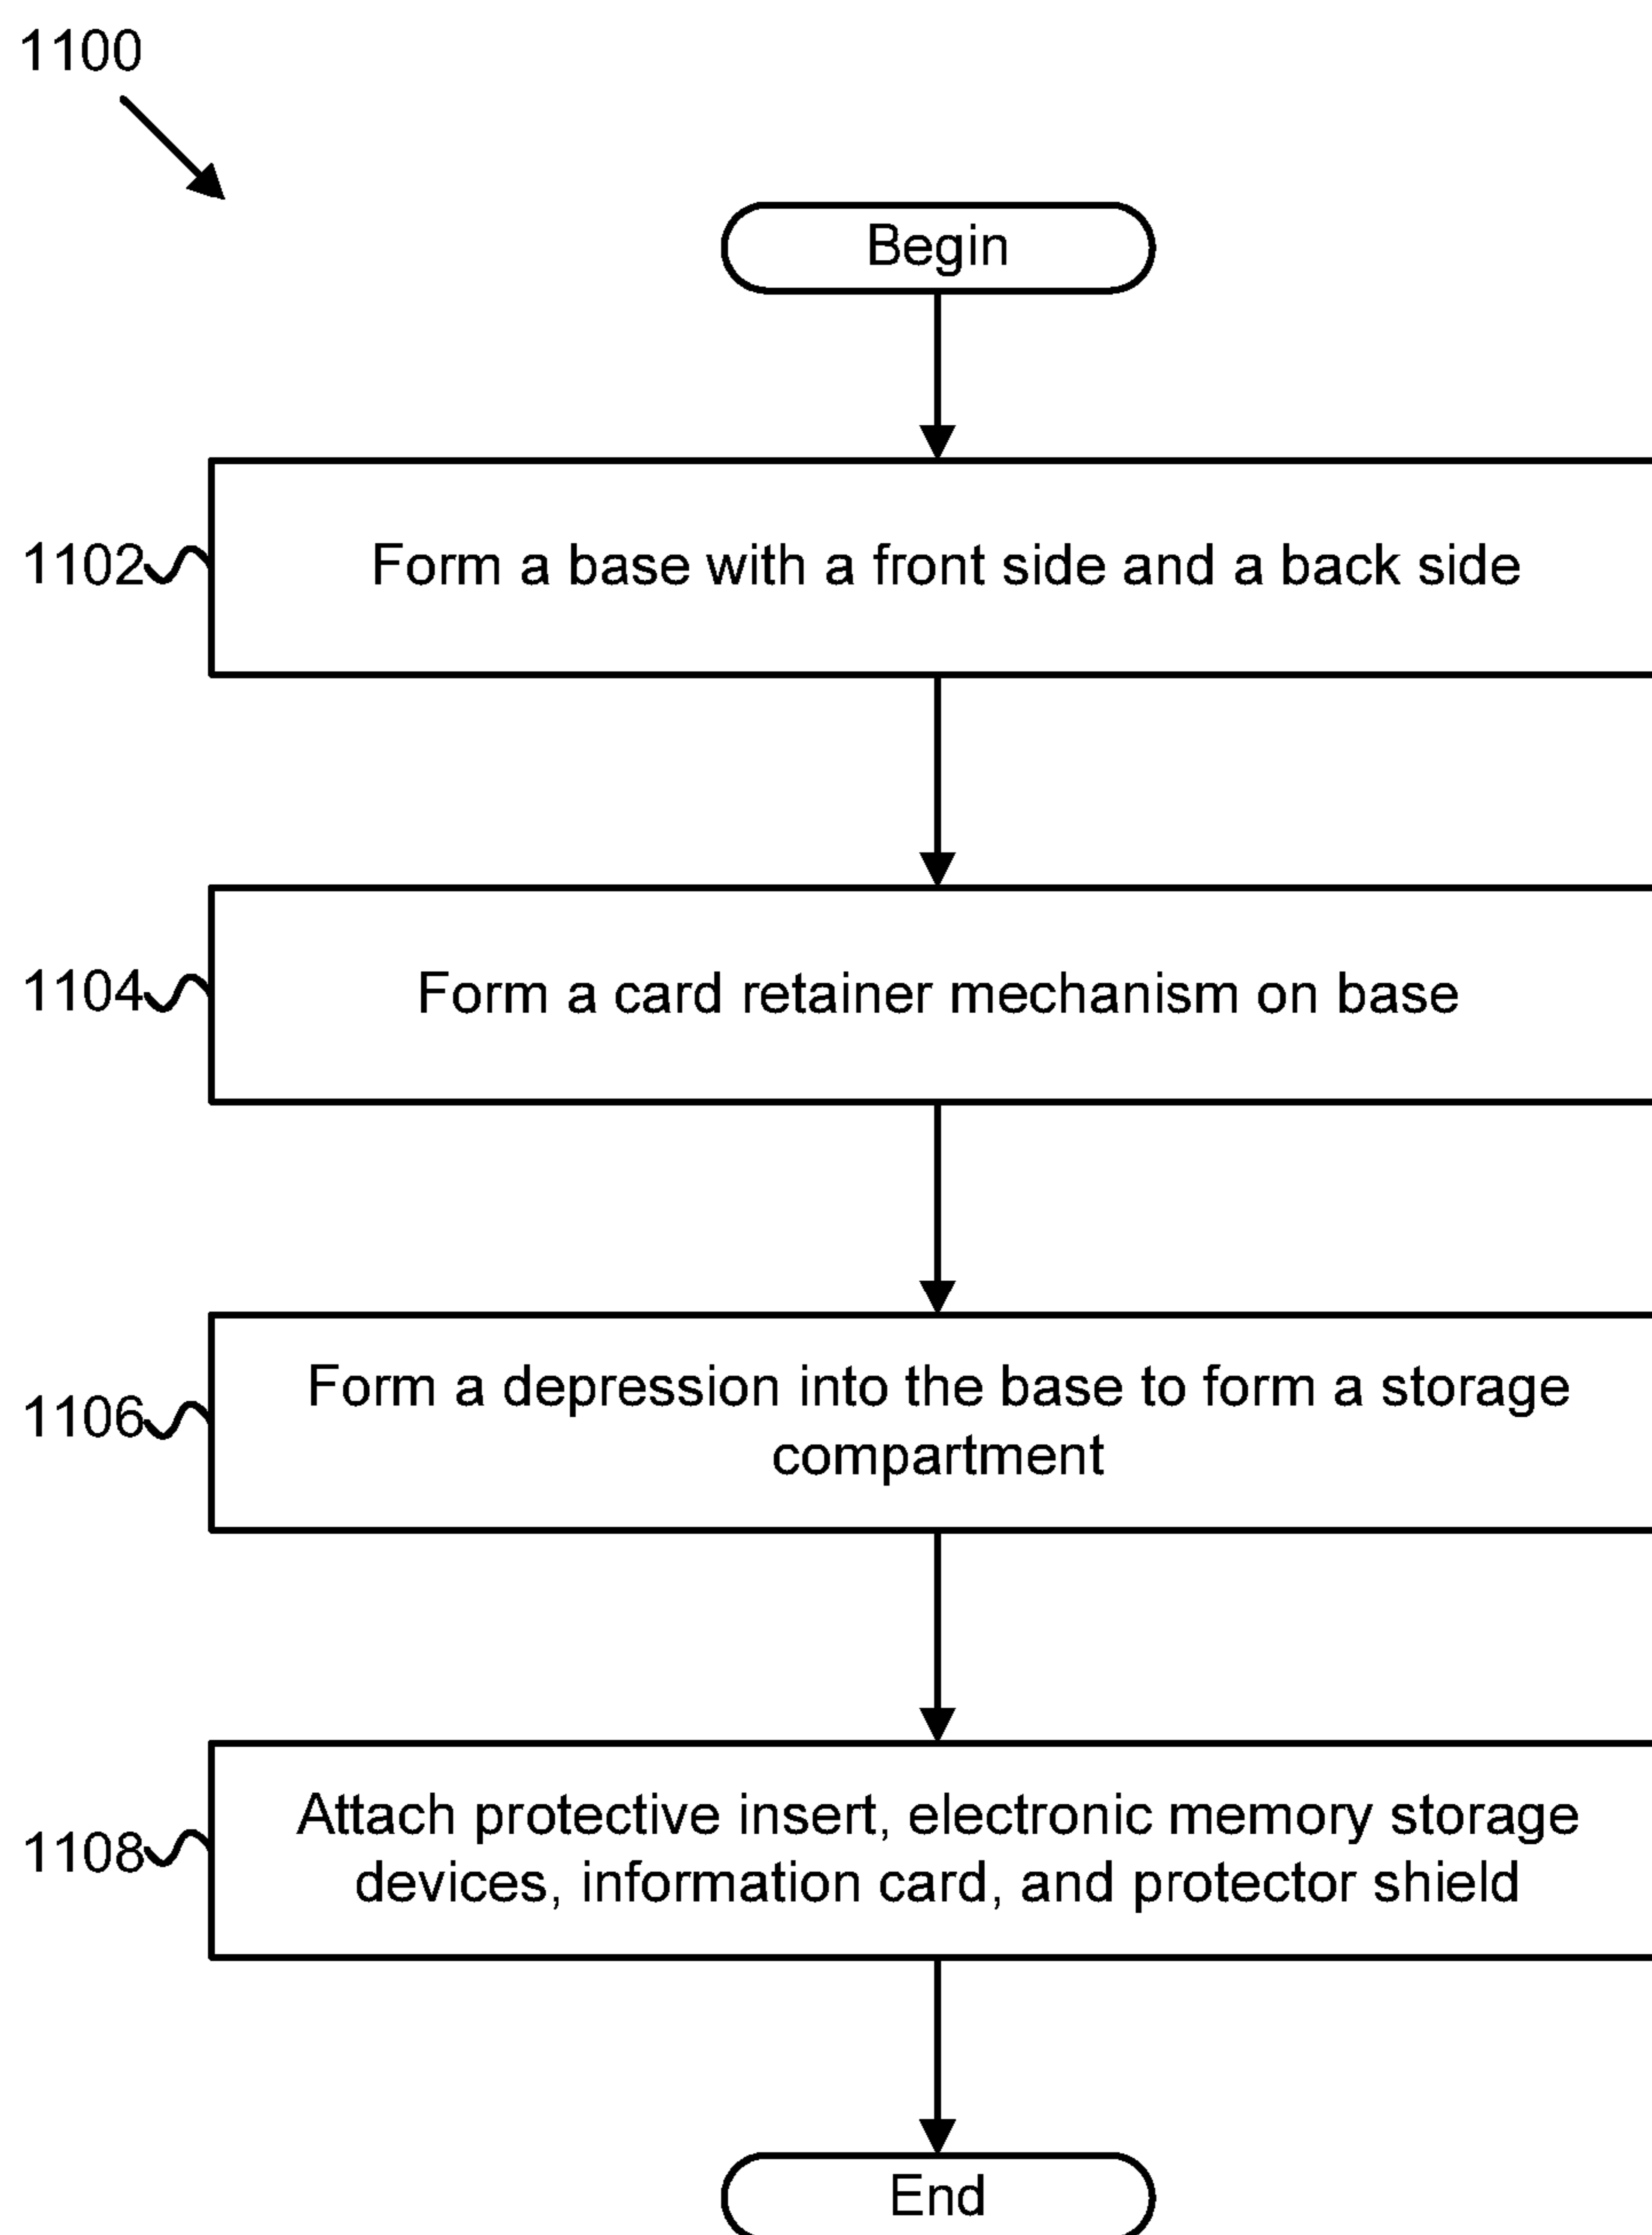 1100
Begin
1102
Form a base with a front side and a back side
1104
Form a card retainer mechanism on base
1106
Form a depression into the base to form a storage
compartment
1108
Attach protective insert, electronic memory storage
devices, information card, and protector shield
End